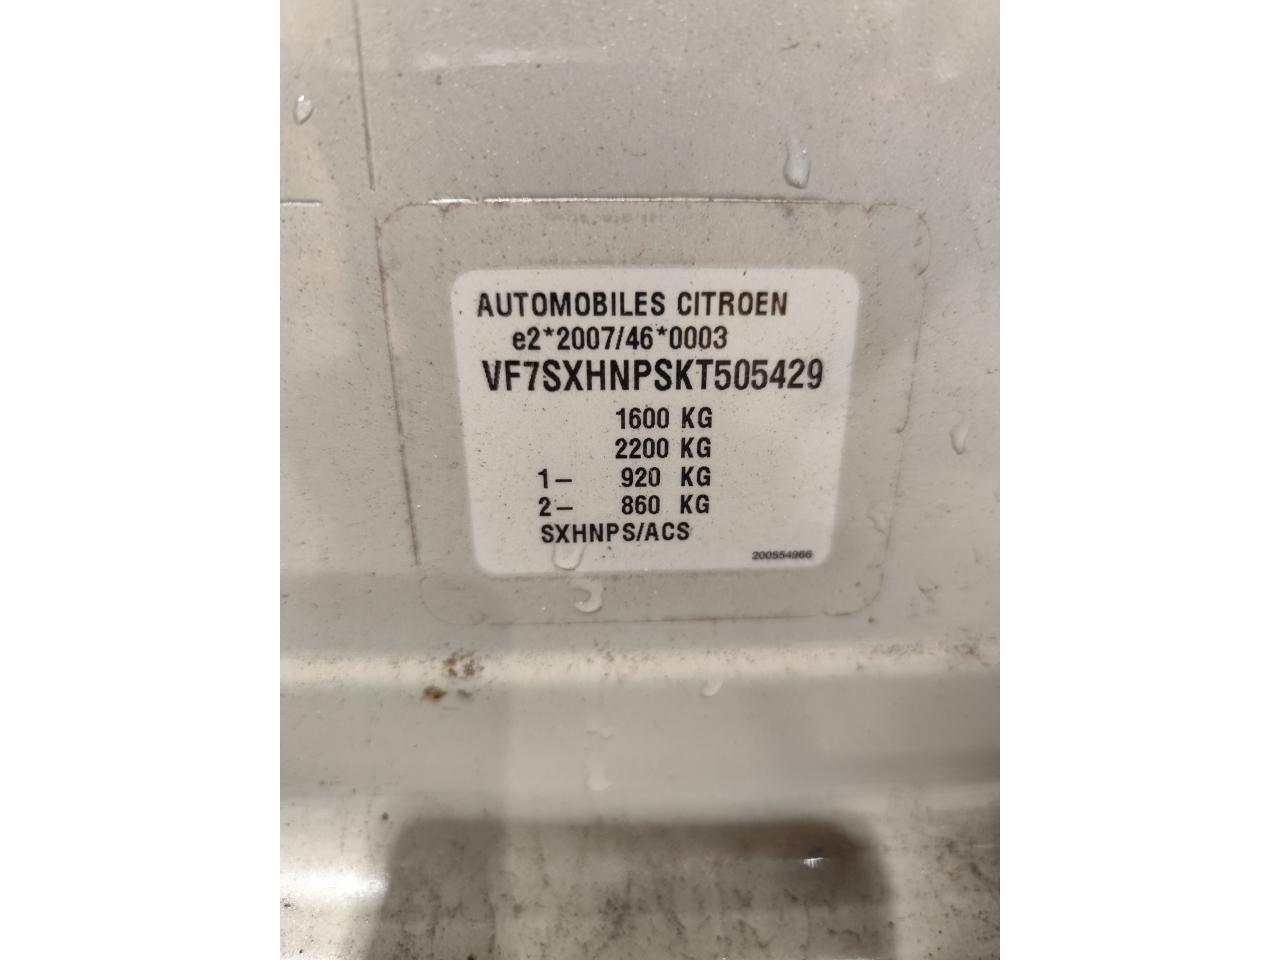 AUTOMOBILES CITROEN
e2*2007/46*0003
VF7SXHNPSKT505429
1600 KG
2200 KG
1– 920 KG
2– 860 KG
SXHNPS/ACS
200554966